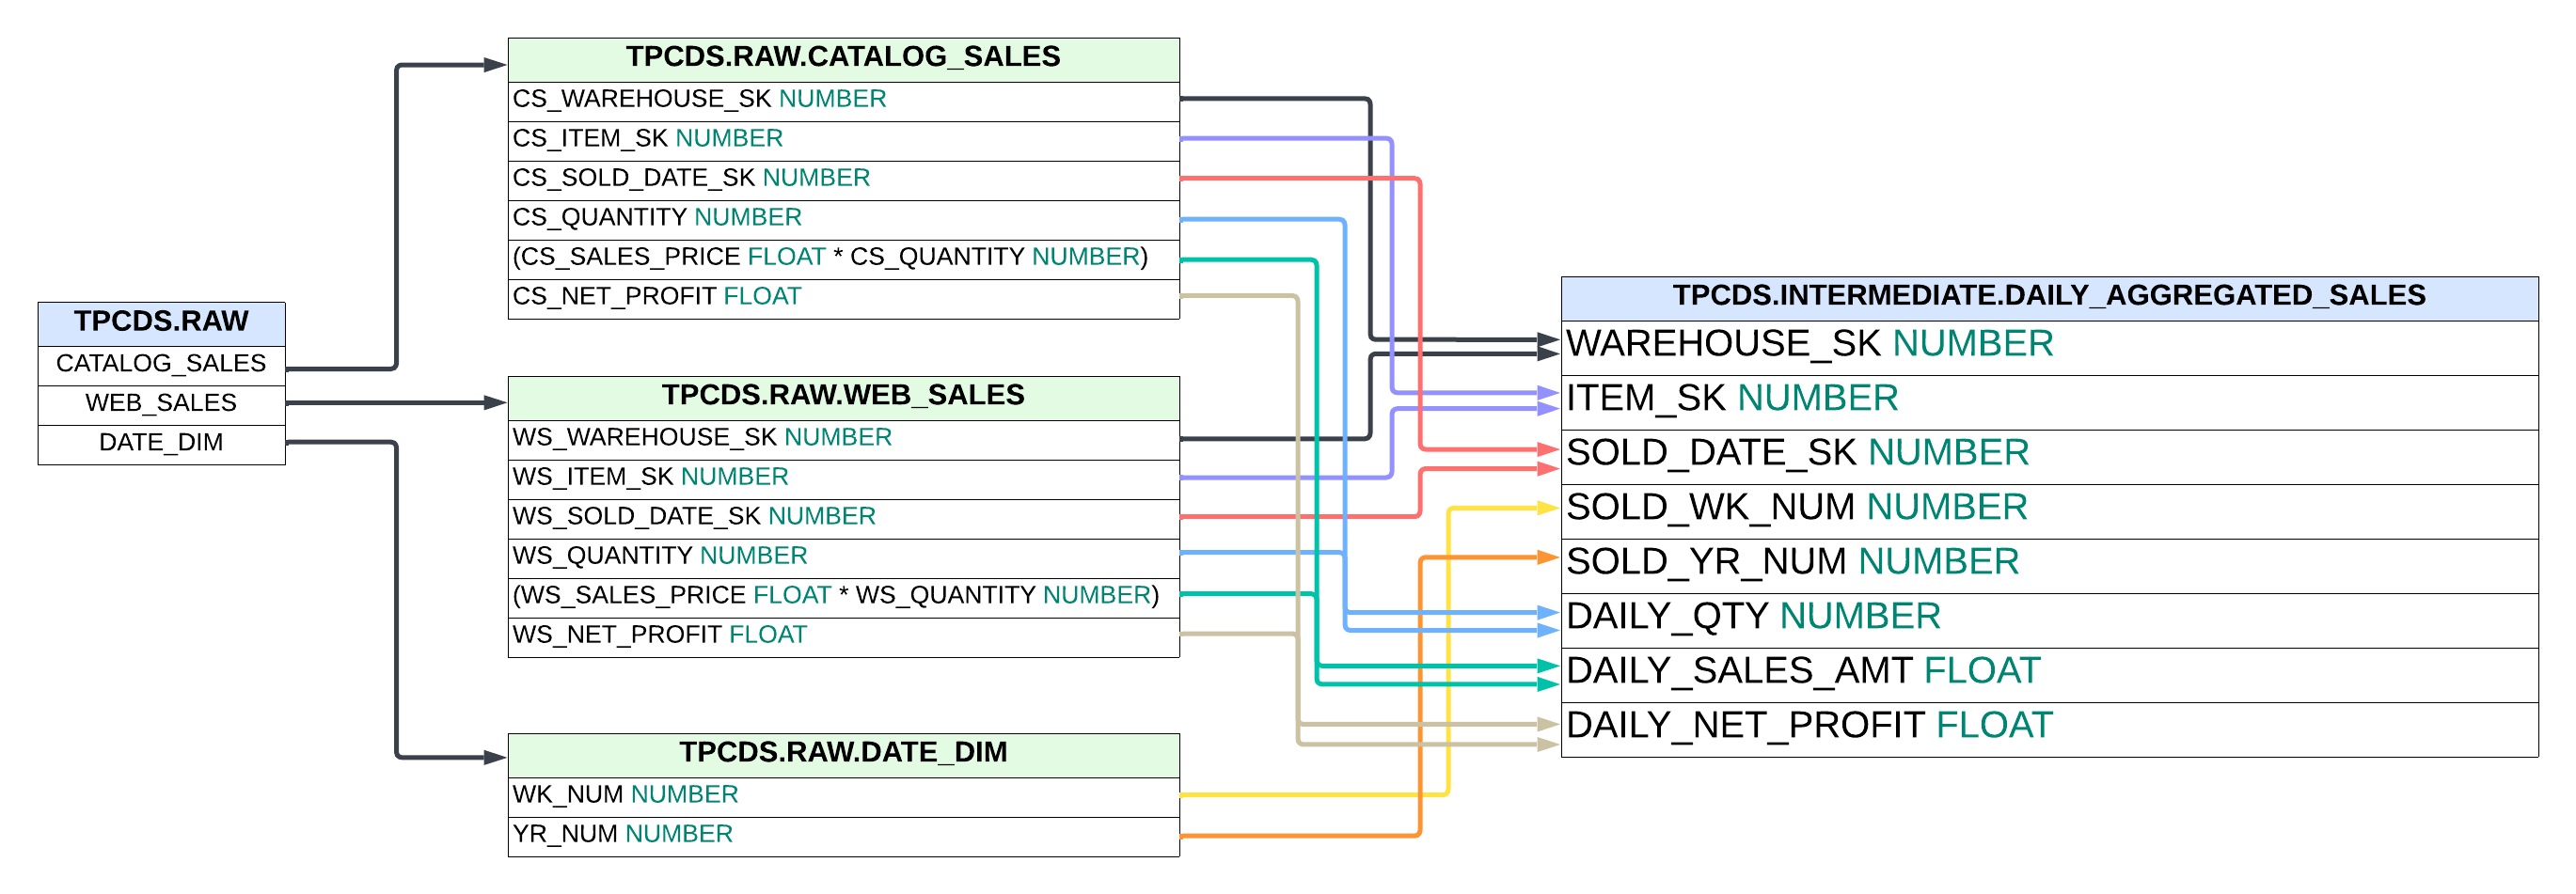 TPCDS.RAW
CATALOG_SALES
WEB_SALES
DATE_DIM
TPCDS.RAW.CATALOG_SALES
CS_WAREHOUSE_SK NUMBER
CS_ITEM_SK NUMBER
CS_SOLD_DATE_SK NUMBER
CS_QUANTITY NUMBER
(CS_SALES_PRICE FLOAT * CS_QUANTITY NUMBER)
CS_NET_PROFIT FLOAT
TPCDS.RAW.WEB_SALES
WS_WAREHOUSE_SK NUMBER
WS_ITEM_SK NUMBER
WS_SOLD_DATE_SK NUMBER
WS_QUANTITY NUMBER
(WS_SALES_PRICE FLOAT * WS_QUANTITY NUMBER)
WS_NET_PROFIT FLOAT
TPCDS.RAW.DATE_DIM
WK_NUM NUMBER
YR_NUM NUMBER
TPCDS.INTERMEDIATE.DAILY_AGGREGATED_SALES
WAREHOUSE_SK NUMBER
ITEM_SK NUMBER
SOLD_DATE_SK NUMBER
SOLD_WK_NUM NUMBER
SOLD_YR_NUM NUMBER
DAILY_QTY NUMBER
DAILY_SALES_AMT FLOAT
DAILY_NET_PROFIT FLOAT